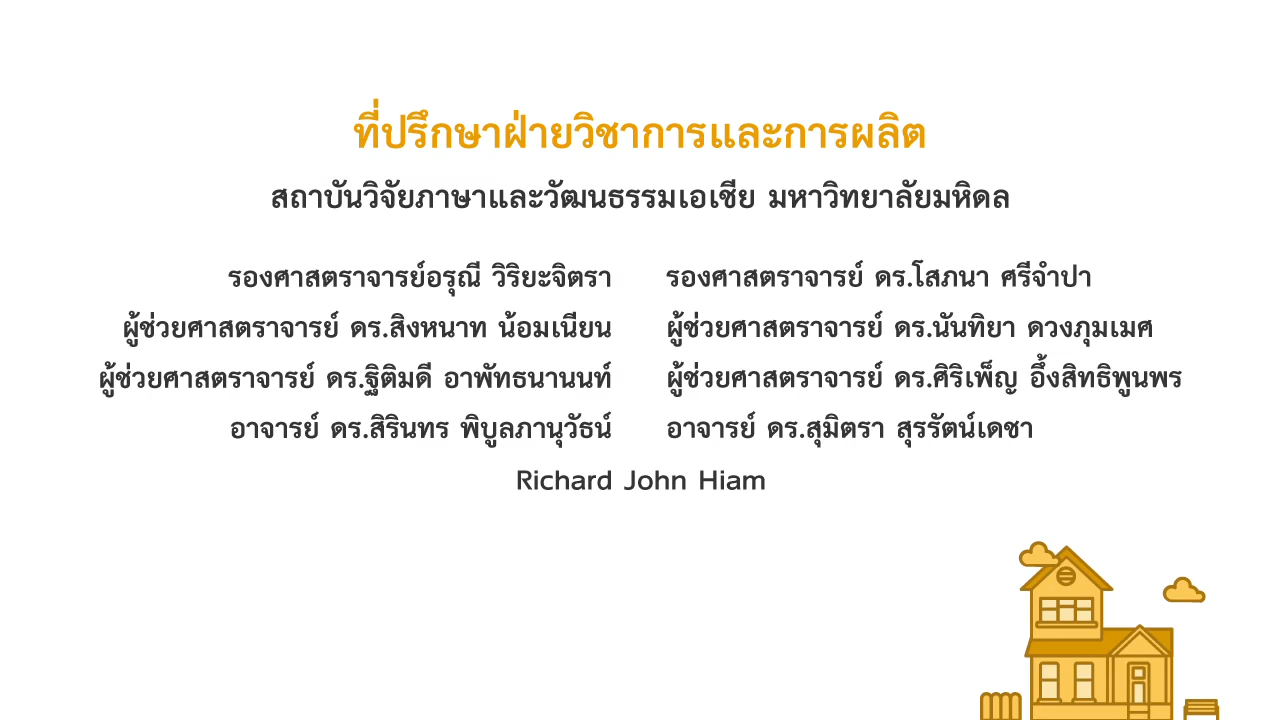 ที่ปรึกษาฝ่ายวิชาการและการผลิต
สถาบันวิจัยภาษาและวัฒนธรรมเอเชีย มหาวิทยาลัยมหิดล
รองศาสตราจารย์อรุณี วิริยะจิตรา
รองศาสตราจารย์ ดร.โสภนา ศรีจำปา
ผู้ช่วยศาสตราจารย์ ดร.สิงหนาท น้อมเนียน
ผู้ช่วยศาสตราจารย์ ดร.นันทิยา ดวงภุมเมศ
ผู้ช่วยศาสตราจารย์ ดร.ฐิติมดี อาพัทธนานนท์
ผู้ช่วยศาสตราจารย์ ดร.ศิริเพ็ญ อึ้งสิทธิพูนพร
อาจารย์ ดร.สิรินทร พิบูลภานุวัธน์
อาจารย์ ดร.สุมิตรา สุรรัตน์เดชา
Richard John Hiam